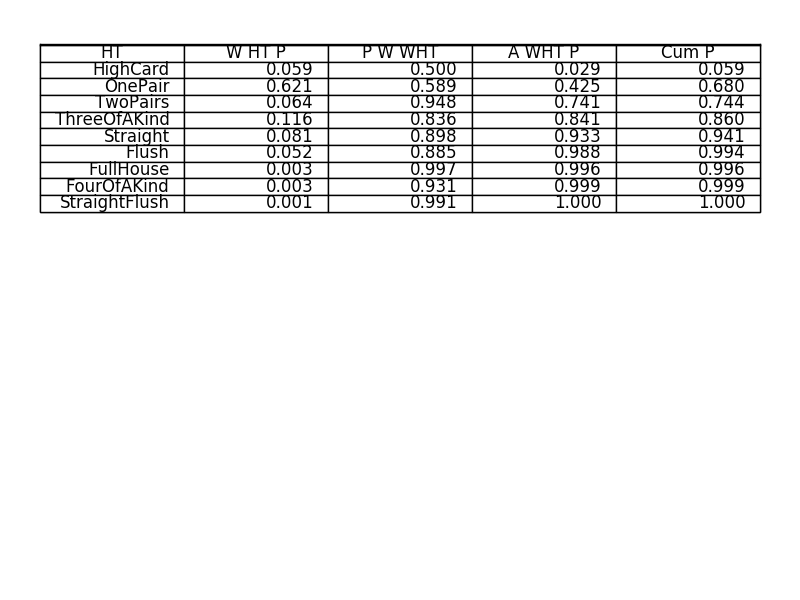 HT W HT P P W WHT A WHT P Cum P
HighCard 0.059 0.500 0.029 0.059
OnePair 0.621 0.589 0.425 0.680
TwoPairs 0.064 0.948 0.741 0.744
ThreeOfAKind 0.116 0.836 0.841 0.860
Straight 0.081 0.898 0.933 0.941
Flush 0.052 0.885 0.988 0.994
FullHouse 0.003 0.997 0.996 0.996
FourOfAKind 0.003 0.931 0.999 0.999
StraightFlush 0.001 0.991 1.000 1.000